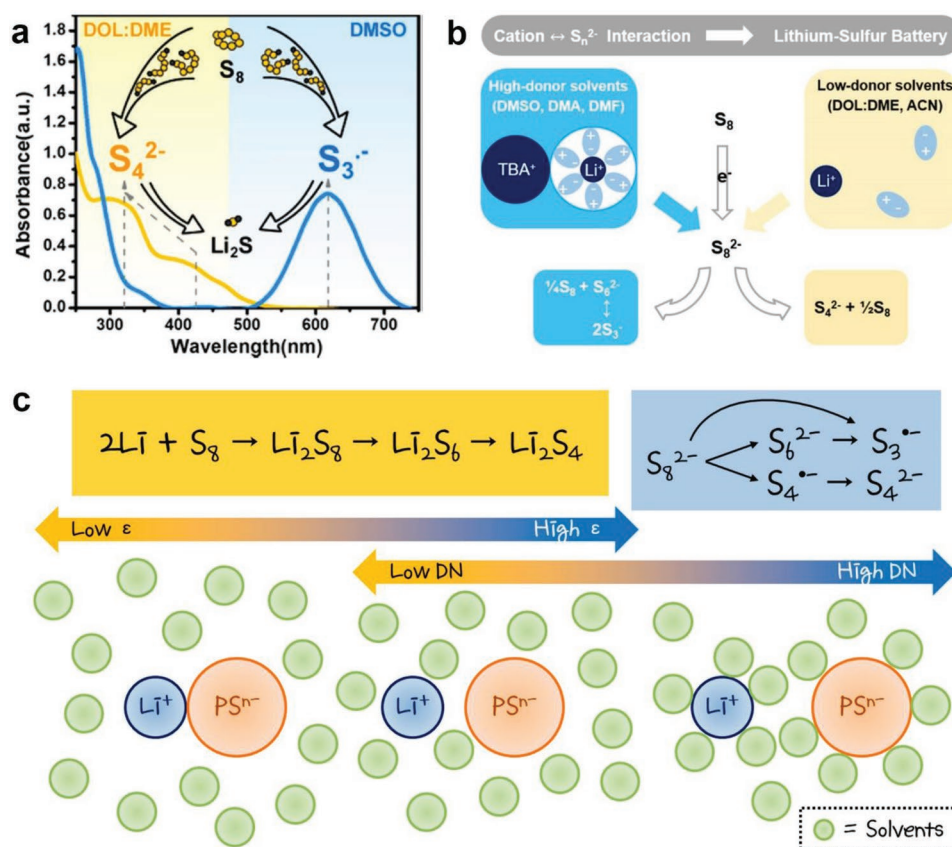 a
DOL:DME
DMSO
S₈
S₄²⁻
S₃·⁻
Li₂S
Absorbance(a.u.)
1.8
1.6
1.4
1.2
1.0
0.8
0.6
0.4
0.2
0.0
300 400 500 600 700
Wavelength(nm)
b
Cation ↔ Sₙ²⁻ Interaction
Lithium-Sulfur Battery
High-donor solvents
(DMSO, DMA, DMF)
TBA⁺
Li⁺
S₈
e⁻
S₈²⁻
Low-donor solvents
(DOL:DME, ACN)
Li⁺
¼S₈ + S₆²⁻
↕
2S₃·⁻
S₄²⁻ + ½S₈
c
2Li + S₈ → Li₂S₈ → Li₂S₆ → Li₂S₄
S₈²⁻
S₆²⁻ → S₃•⁻
S₄•⁻ → S₄²⁻
Low ε
High ε
Low DN
High DN
Li⁺ PSⁿ⁻
Li⁺ PSⁿ⁻
Li⁺ PSⁿ⁻
= Solvents